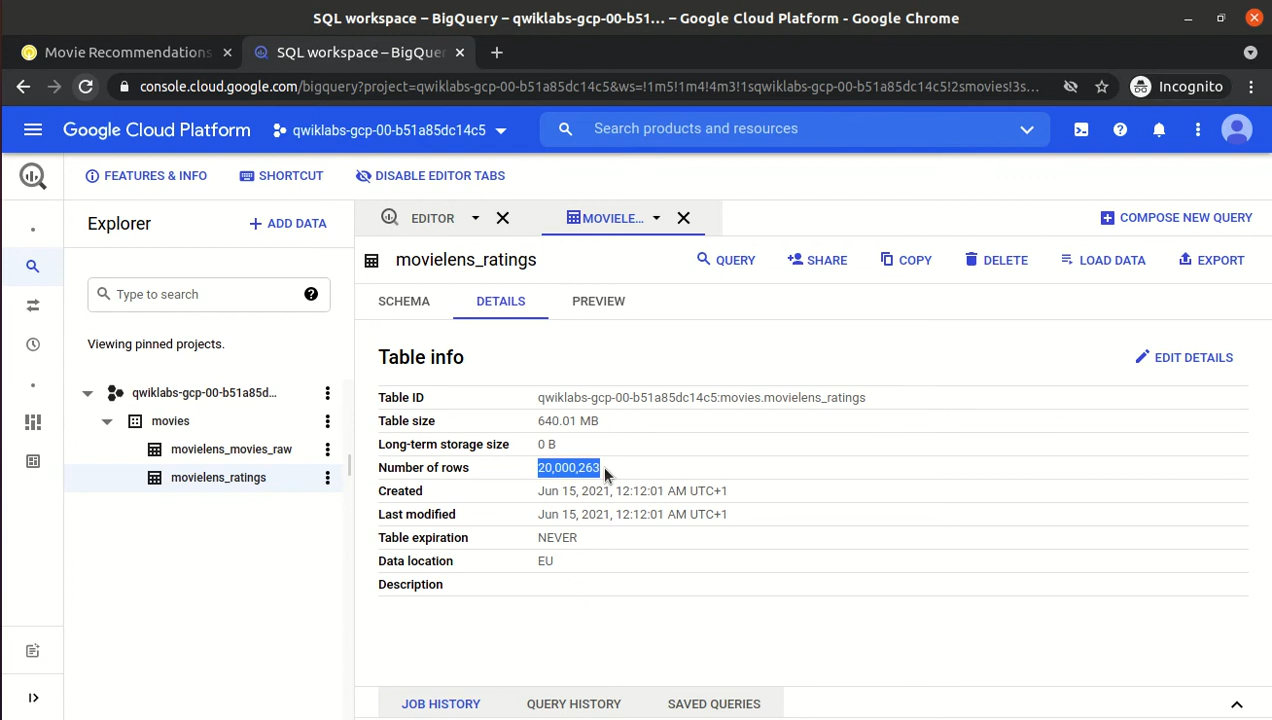 SQL workspace – BigQuery – qwiklabs-gcp-00-b51... – Google Cloud Platform - Google Chrome
Movie Recommendations
SQL workspace – BigQuer
console.cloud.google.com/bigquery?project=qwiklabs-gcp-00-b51a85dc14c5&ws=!1m5!1m4!4m3!1sqwiklabs-gcp-00-b51a85dc14c5!2smovies!3s...
Incognito
Google Cloud Platform
qwiklabs-gcp-00-b51a85dc14c5
Search products and resources
FEATURES & INFO
SHORTCUT
DISABLE EDITOR TABS
Explorer
ADD DATA
EDITOR
MOVIELE...
COMPOSE NEW QUERY
movielens_ratings
QUERY
SHARE
COPY
DELETE
LOAD DATA
EXPORT
Type to search
SCHEMA
DETAILS
PREVIEW
Viewing pinned projects.
qwiklabs-gcp-00-b51a85d...
movies
movielens_movies_raw
movielens_ratings
Table info
EDIT DETAILS
Table ID qwiklabs-gcp-00-b51a85dc14c5:movies.movielens_ratings
Table size 640.01 MB
Long-term storage size 0 B
Number of rows 20,000,263
Created Jun 15, 2021, 12:12:01 AM UTC+1
Last modified Jun 15, 2021, 12:12:01 AM UTC+1
Table expiration NEVER
Data location EU
Description
JOB HISTORY
QUERY HISTORY
SAVED QUERIES